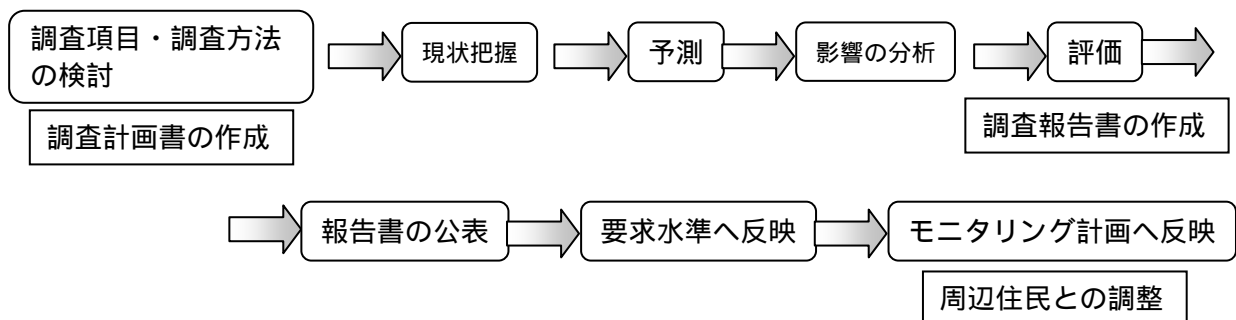 調査項目・調査方法
の検討
現状把握
予測
影響の分析
評価
調査計画書の作成
調査報告書の作成
報告書の公表
要求水準へ反映
モニタリング計画へ反映
周辺住民との調整